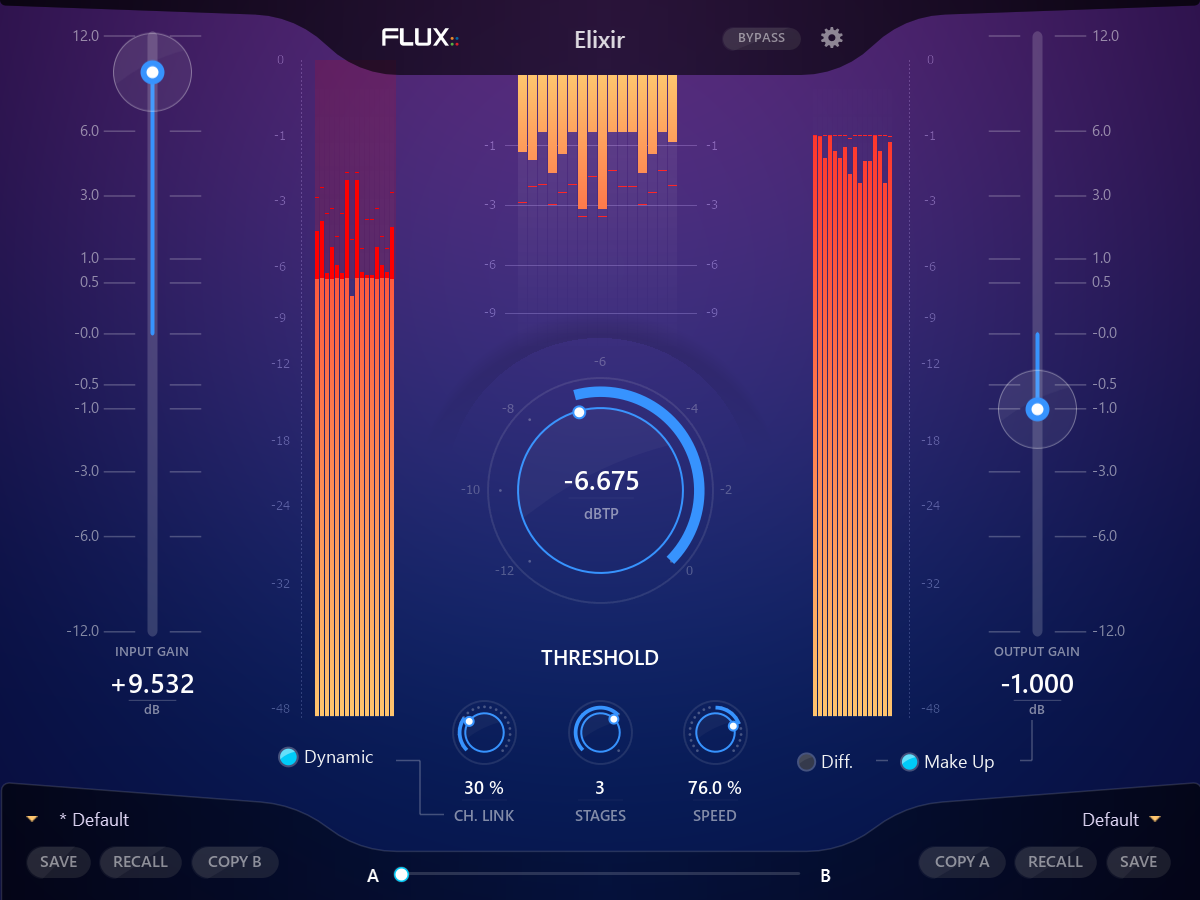 FLUX::
Elixir
BYPASS
12.0
6.0
3.0
1.0
0.5
-0.0
-0.5
-1.0
-3.0
-6.0
-12.0
INPUT GAIN
+9.532
dB
0
-1
-3
-6
-9
-12
-18
-24
-32
-48
-1
-3
-6
-9
-1
-3
-6
-9
-6
-8
-4
-10
-2
-12
0
-6.675
dBTP
THRESHOLD
0
-1
-3
-6
-9
-12
-18
-24
-32
-48
12.0
6.0
3.0
1.0
0.5
-0.0
-0.5
-1.0
-3.0
-6.0
-12.0
OUTPUT GAIN
-1.000
dB
Dynamic
30 %
CH. LINK
3
STAGES
76.0 %
SPEED
Diff.
Make Up
* Default
SAVE
RECALL
COPY B
A
B
Default
COPY A
RECALL
SAVE